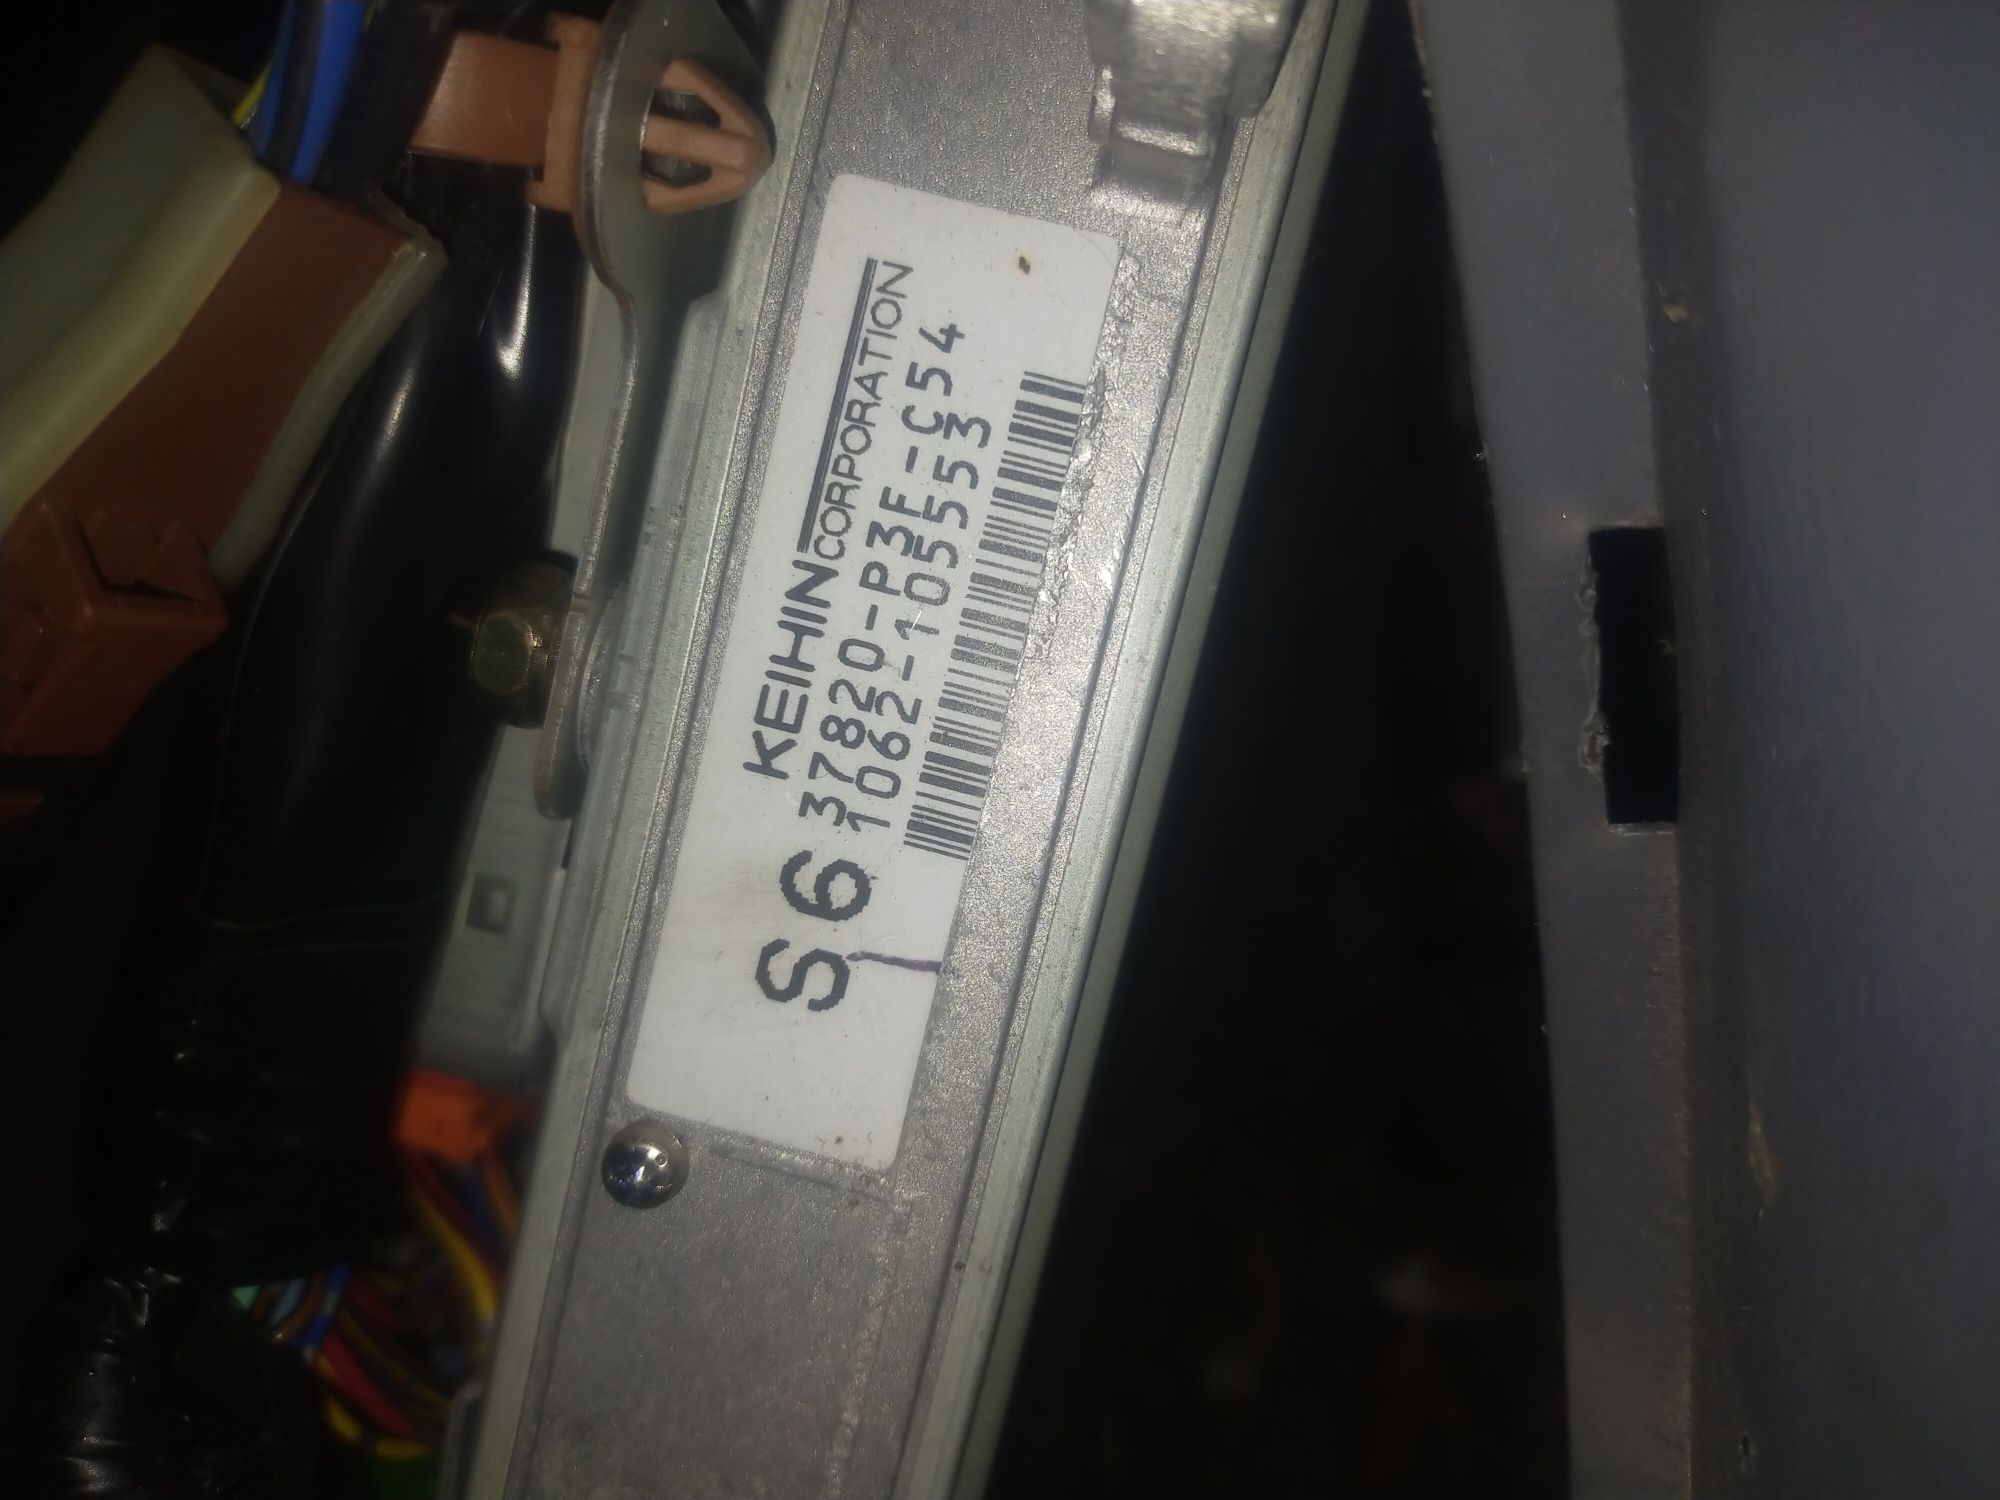 KEIHIN CORPORATION
S6 37820-P3F-C54
1062-105553